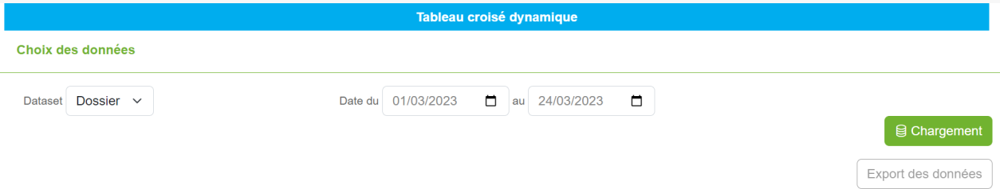 Tableau croisé dynamique
Choix des données
Dataset Dossier Date du 01/03/2023 au 24/03/2023
Chargement
Export des données